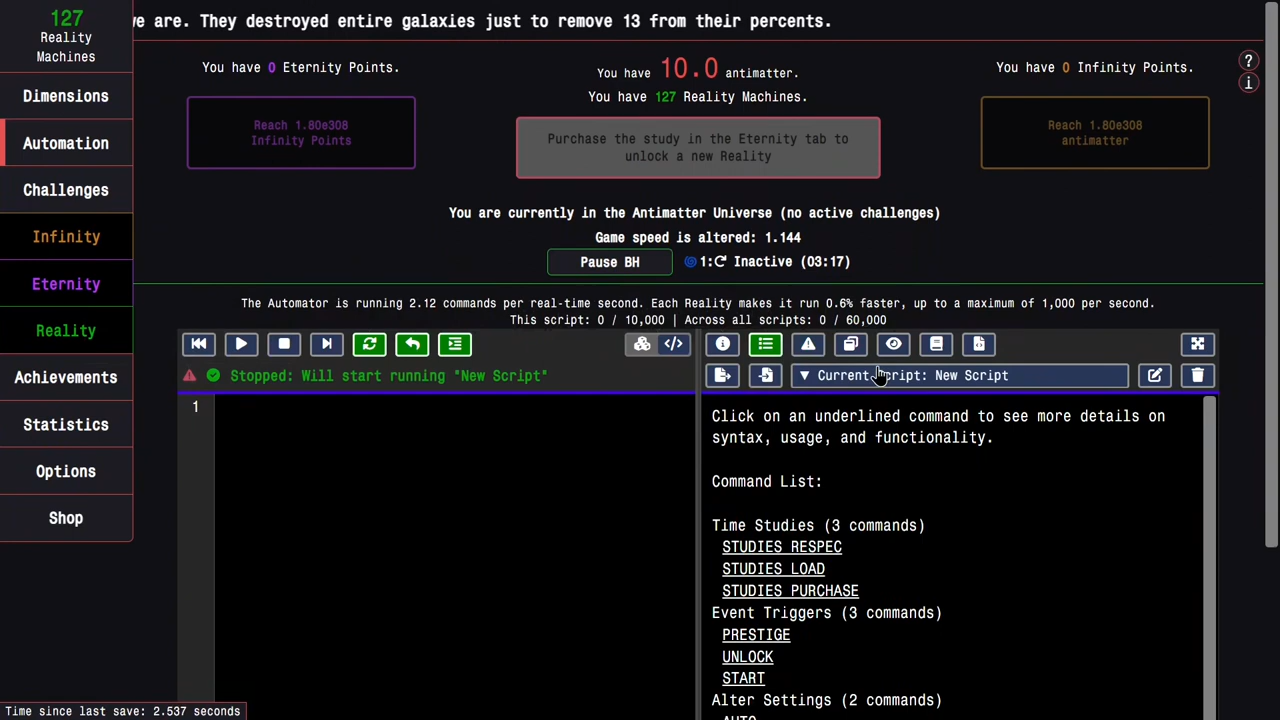 127
Reality
Machines
we are. They destroyed entire galaxies just to remove 13 from their percents.
Dimensions
Automation
Challenges
Infinity
Eternity
Reality
Achievements
Statistics
Options
Shop
You have 0 Eternity Points.
Reach 1.80e308
Infinity Points
You have 10.0 antimatter.
You have 127 Reality Machines.
Purchase the study in the Eternity tab to
unlock a new Reality
You have 0 Infinity Points.
Reach 1.80e308
antimatter
?
i
You are currently in the Antimatter Universe (no active challenges)
Game speed is altered: 1.144
Pause BH
1: Inactive (03:17)
The Automator is running 2.12 commands per real-time second. Each Reality makes it run 0.6% faster, up to a maximum of 1,000 per second.
This script: 0 / 10,000 | Across all scripts: 0 / 60,000
Stopped: Will start running "New Script"
1
▼ Current Script: New Script
Click on an underlined command to see more details on
syntax, usage, and functionality.
Command List:
Time Studies (3 commands)
STUDIES RESPEC
STUDIES LOAD
STUDIES PURCHASE
Event Triggers (3 commands)
PRESTIGE
UNLOCK
START
Alter Settings (2 commands)
AUTO
Time since last save: 2.537 seconds